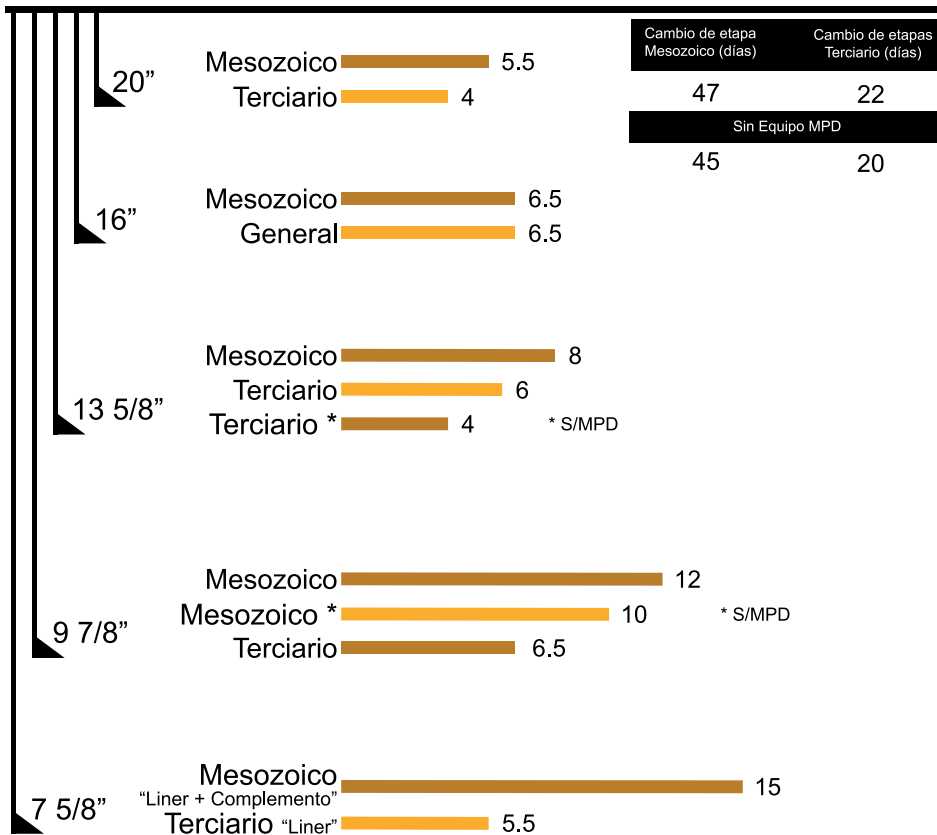 Cambio de etapa
Mesozoico (días)
Cambio de etapas
Terciario (días)
47 22
Sin Equipo MPD
45 20
20”
Mesozoico 5.5
Terciario 4
16”
Mesozoico 6.5
General 6.5
13 5/8”
Mesozoico 8
Terciario 6
Terciario * 4 * S/MPD
9 7/8”
Mesozoico 12
Mesozoico * 10 * S/MPD
Terciario 6.5
7 5/8”
Mesozoico 15
“Liner + Complemento”
Terciario “Liner” 5.5